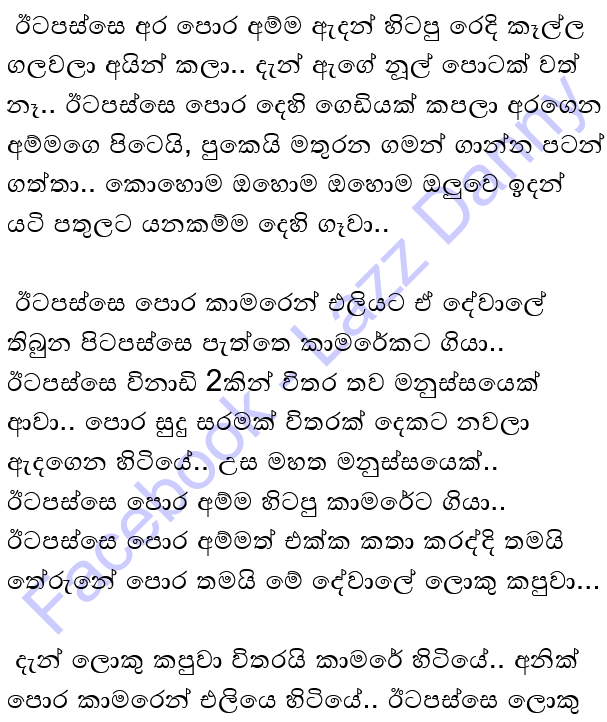 ඊටපස්සෙ අර පොර අම්ම ඇදන් හිටපු රෙදි කෑල්ල
ගලවලා අයින් කලා.. දැන් ඇගේ නූල් පොටක් වත්
නෑ.. ඊටපස්සෙ පොර දෙහි ගෙඩියක් කපලා අරගෙන
අම්මගෙ පිටෙයි, පුකෙයි මතුරන ගමන් ගාන්න පටන්
ගත්තා.. කොහොම ඔහොම ඔහොම ඔලුවෙ ඉදන්
යටි පතුලට යනකම්ම දෙහි ගෑවා..
ඊටපස්සෙ පොර කාමරෙන් එලියට ඒ දේවාලේ
තිබුන පිටපස්සෙ පැත්තෙ කාමරේකට ගියා..
ඊටපස්සෙ විනාඩි 2කින් විතර තව මනුස්සයෙක්
ආවා.. පොර සුදු සරමක් විතරක් දෙකට නවලා
ඇදගෙන හිටියේ.. උස මහත මනුස්සයෙක්..
ඊටපස්සෙ පොර අම්ම හිටපු කාමරේට ගියා..
ඊටපස්සෙ පොර අම්මත් එක්ක කතා කරද්දි තමයි
තේරුනේ පොර තමයි මේ දේවාලේ ලොකු කපුවා...
දැන් ලොකු කපුවා විතරයි කාමරේ හිටියේ.. අනික්
පොර කාමරෙන් එලියෙ හිටියේ.. ඊටපස්සෙ ලොකු
Facebook - Lazz Danny